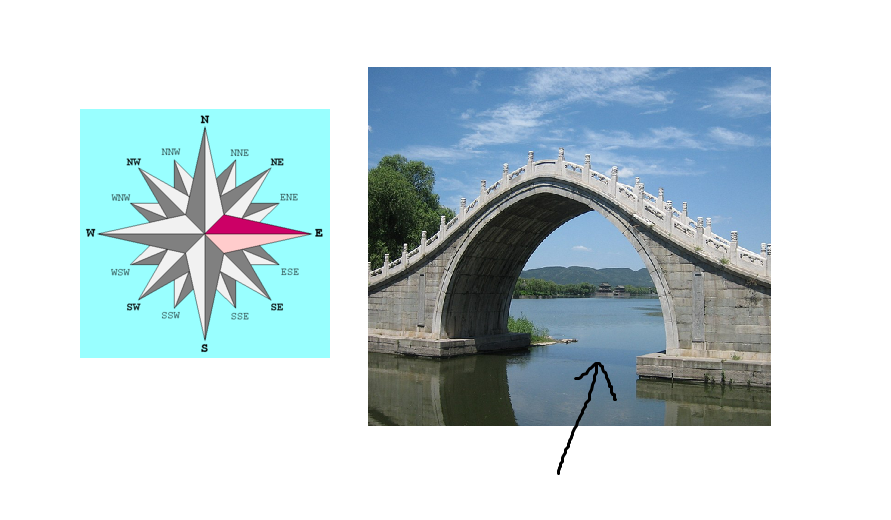 N
NNW NNE
NW NE
WNW ENE
W E
WSW ESE
SW SE
SSW SSE
S